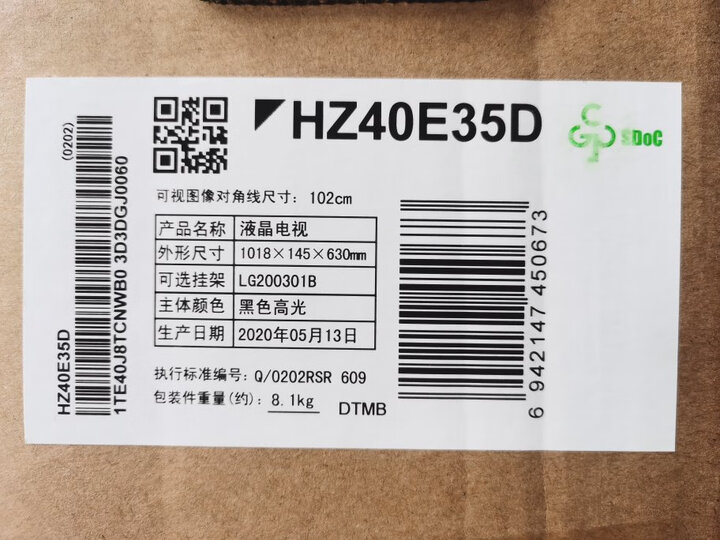 HZ40E35D
SDoC
可视图像对角线尺寸：102cm
产品名称 液晶电视
外形尺寸 1018×145×630mm
可选挂架 LG200301B
主体颜色 黑色高光
生产日期 2020年05月13日
执行标准编号：Q/0202RSR 609
包装件重量(约)：8.1kg DTMB
6 942147 450673
(0202)
HZ40E35D
1TE40J8TCNWB0 3D3DGJ0060